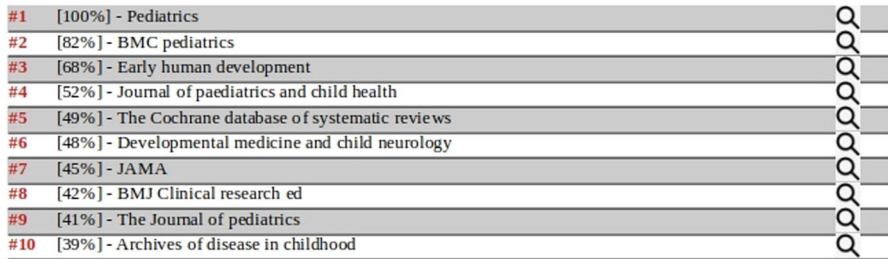 #1 [100%] - Pediatrics
#2 [82%] - BMC pediatrics
#3 [68%] - Early human development
#4 [52%] - Journal of paediatrics and child health
#5 [49%] - The Cochrane database of systematic reviews
#6 [48%] - Developmental medicine and child neurology
#7 [45%] - JAMA
#8 [42%] - BMJ Clinical research ed
#9 [41%] - The Journal of pediatrics
#10 [39%] - Archives of disease in childhood